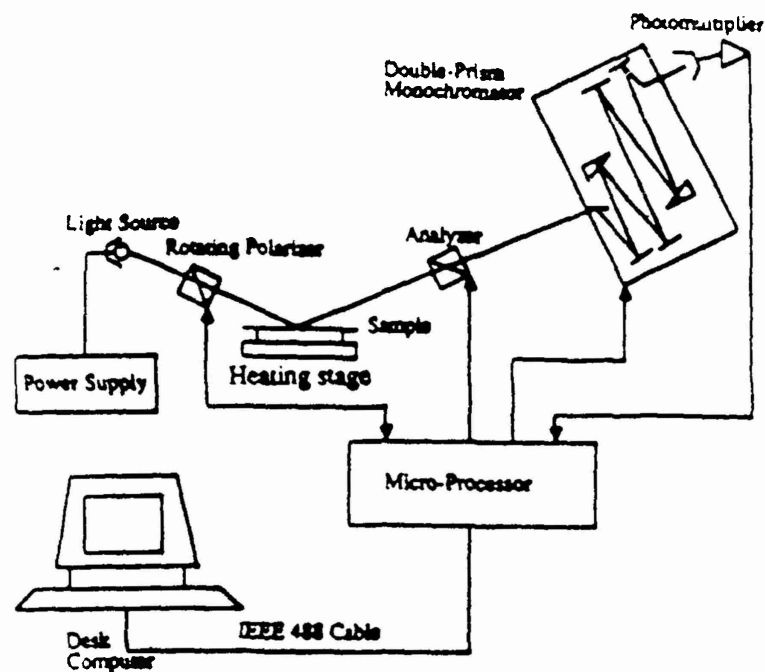 Photomultiplier
Double-Prism
Monochromator
Light Source
Rotating Polarizer
Analyzer
Sample
Heating stage
Power Supply
Micro-Processor
IEEE 488 Cable
Desk
Computer